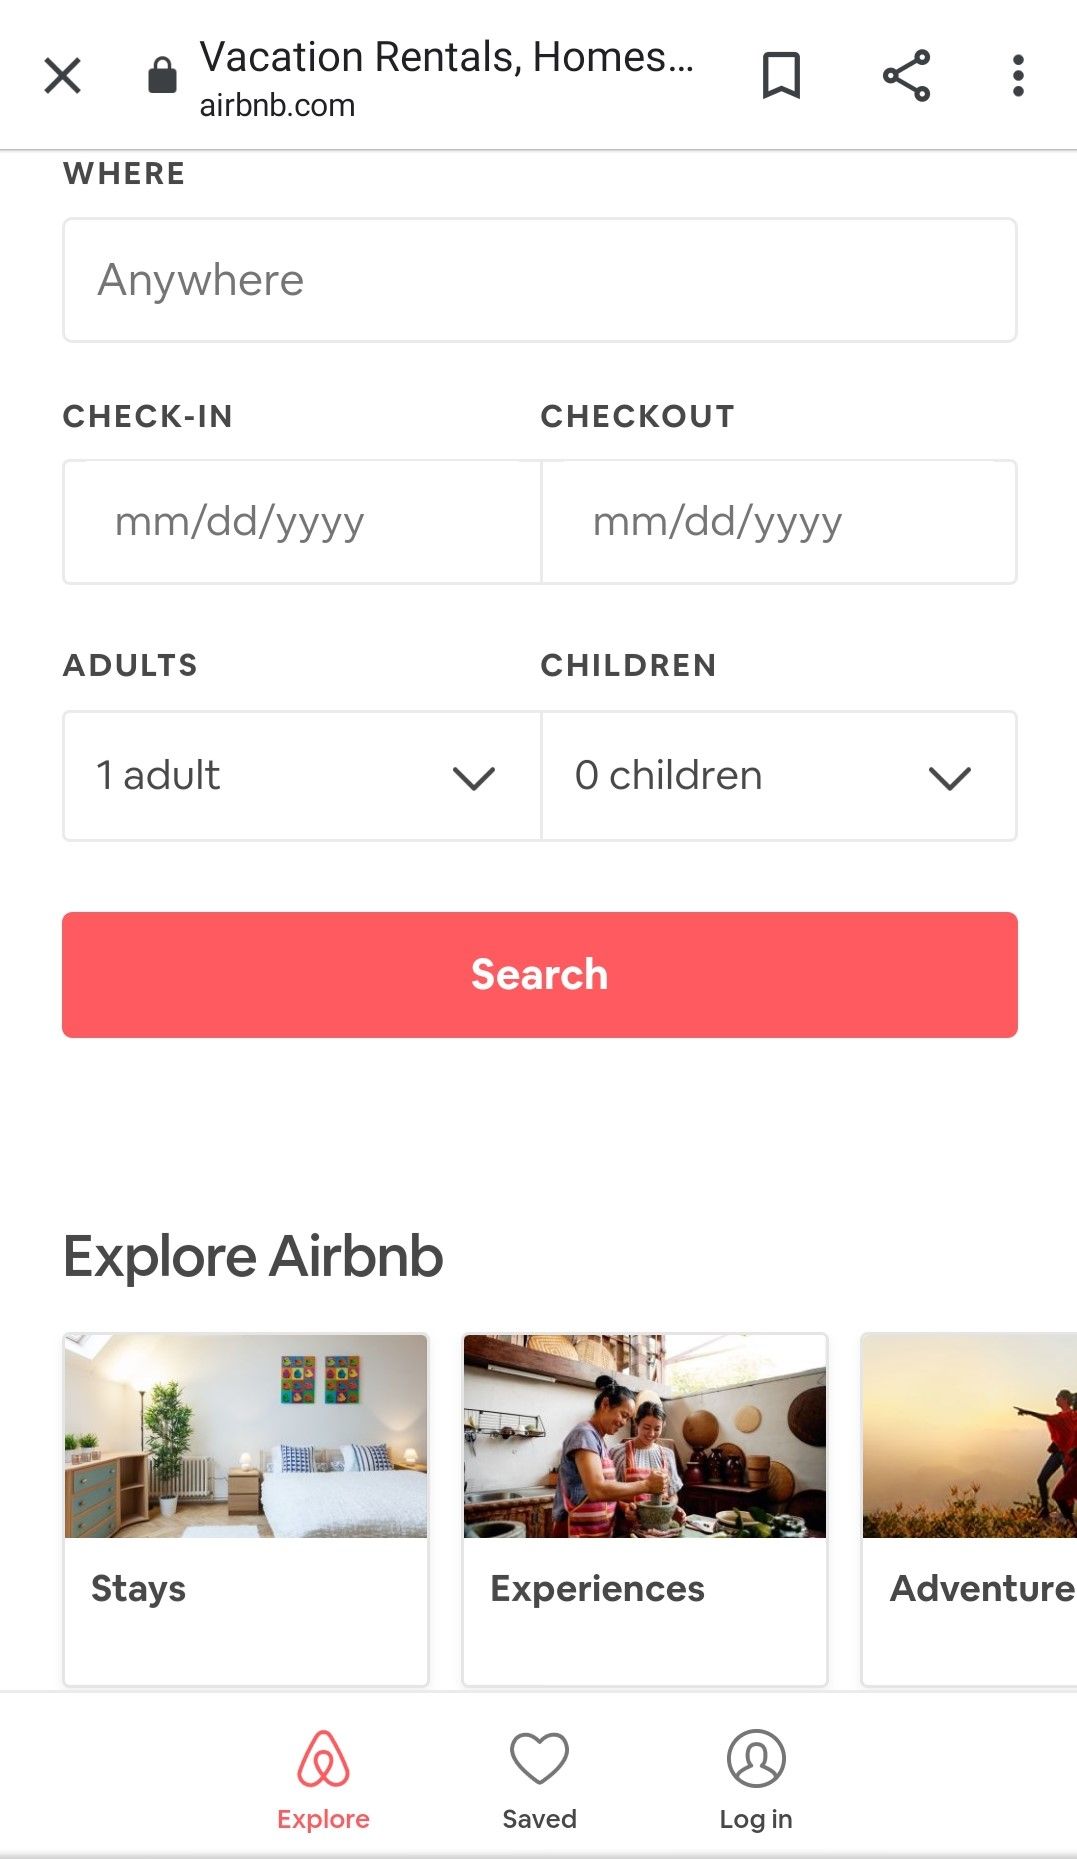 Vacation Rentals, Homes...
airbnb.com
WHERE
Anywhere
CHECK-IN CHECKOUT
mm/dd/yyyy mm/dd/yyyy
ADULTS CHILDREN
1 adult 0 children
Search
Explore Airbnb
Stays Experiences Adventure
Explore Saved Log in